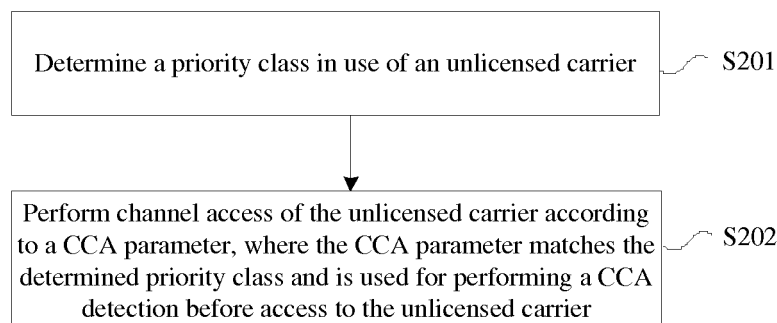 Determine a priority class in use of an unlicensed carrier
S201
Perform channel access of the unlicensed carrier according
to a CCA parameter, where the CCA parameter matches the
determined priority class and is used for performing a CCA
detection before access to the unlicensed carrier
S202